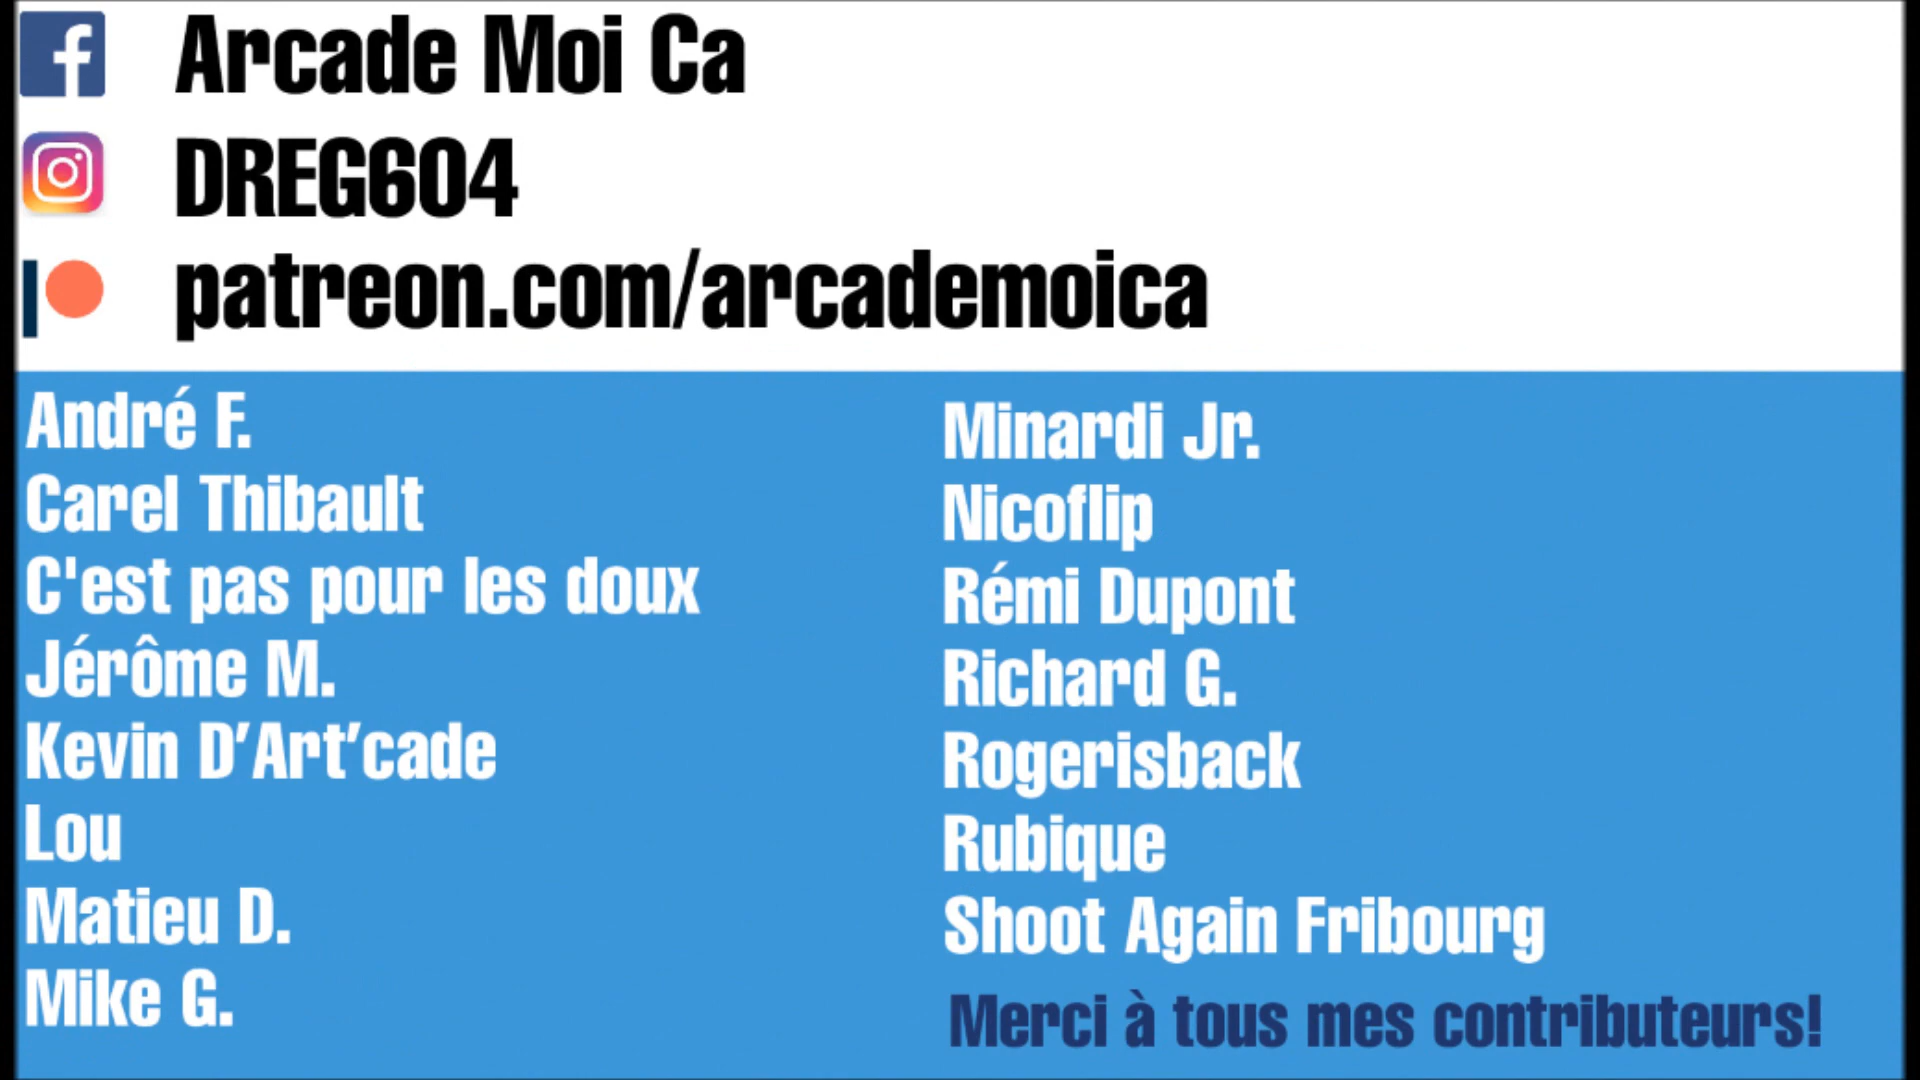 Arcade Moi Ca
DREG604
patreon.com/arcademoica
André F.
Carel Thibault
C'est pas pour les doux
Jérôme M.
Kevin D’Art’cade
Lou
Matieu D.
Mike G.
Minardi Jr.
Nicoflip
Rémi Dupont
Richard G.
Rogerisback
Rubique
Shoot Again Fribourg
Merci à tous mes contributeurs!